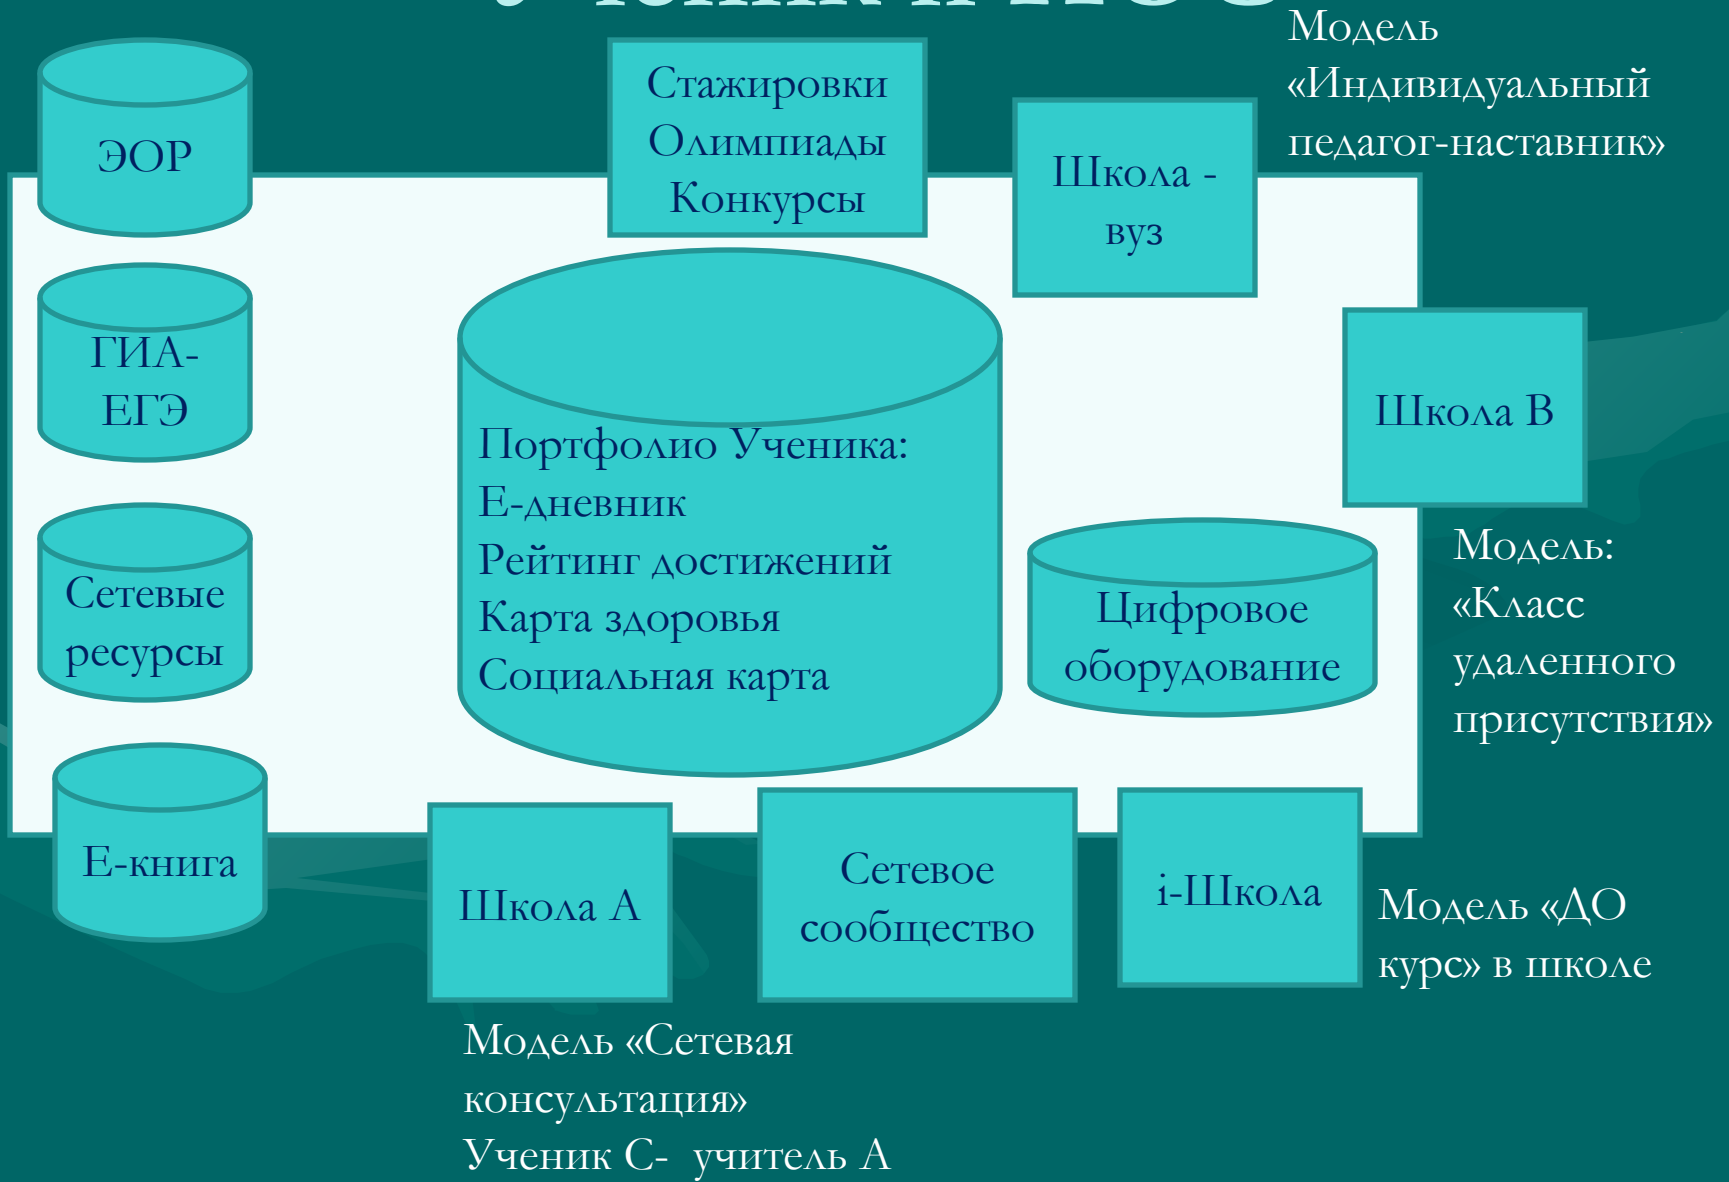 Модель
«Индивидуальный
педагог-наставник»
ЭОР
Стажировки
Олимпиады
Конкурсы
Школа -
вуз
ГИА-
ЕГЭ
Школа В
Портфолио Ученика:
Е-дневник
Рейтинг достижений
Карта здоровья
Социальная карта
Сетевые
ресурсы
Цифровое
оборудование
Модель:
«Класс
удаленного
присутствия»
Е-книга
Школа А
Сетевое
сообщество
i-Школа
Модель «ДО
курс» в школе
Модель «Сетевая
консультация»
Ученик С- учитель А